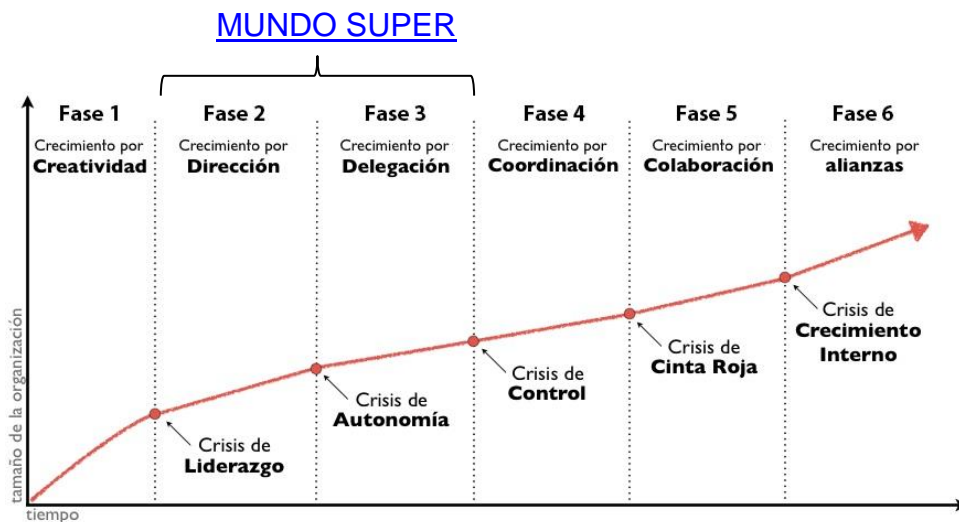 MUNDO SUPER
Fase 1
Crecimiento por
Creatividad
Fase 2
Crecimiento por
Dirección
Fase 3
Crecimiento por
Delegación
Fase 4
Crecimiento por
Coordinación
Fase 5
Crecimiento por
Colaboración
Fase 6
Crecimiento por
alianzas
Crisis de
Liderazgo
Crisis de
Autonomía
Crisis de
Control
Crisis de
Cinta Roja
Crisis de
Crecimiento
Interno
tamaño de la organización
tiempo